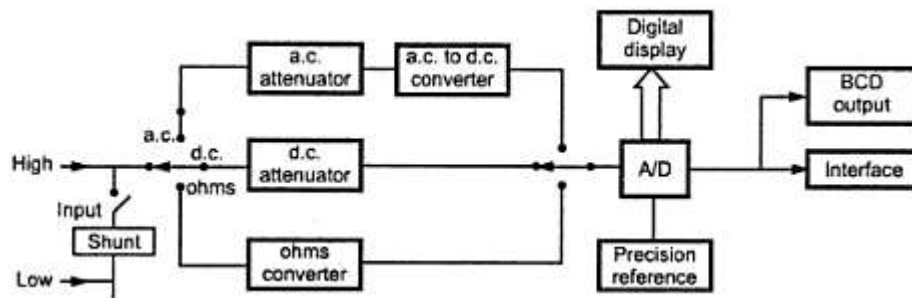 Digital
display
a.c.
attenuator
a.c. to d.c.
converter
BCD
output
a.c.
High
d.c.
d.c.
attenuator
A/D
Interface
ohms
Input
Shunt
ohms
converter
Precision
reference
Low